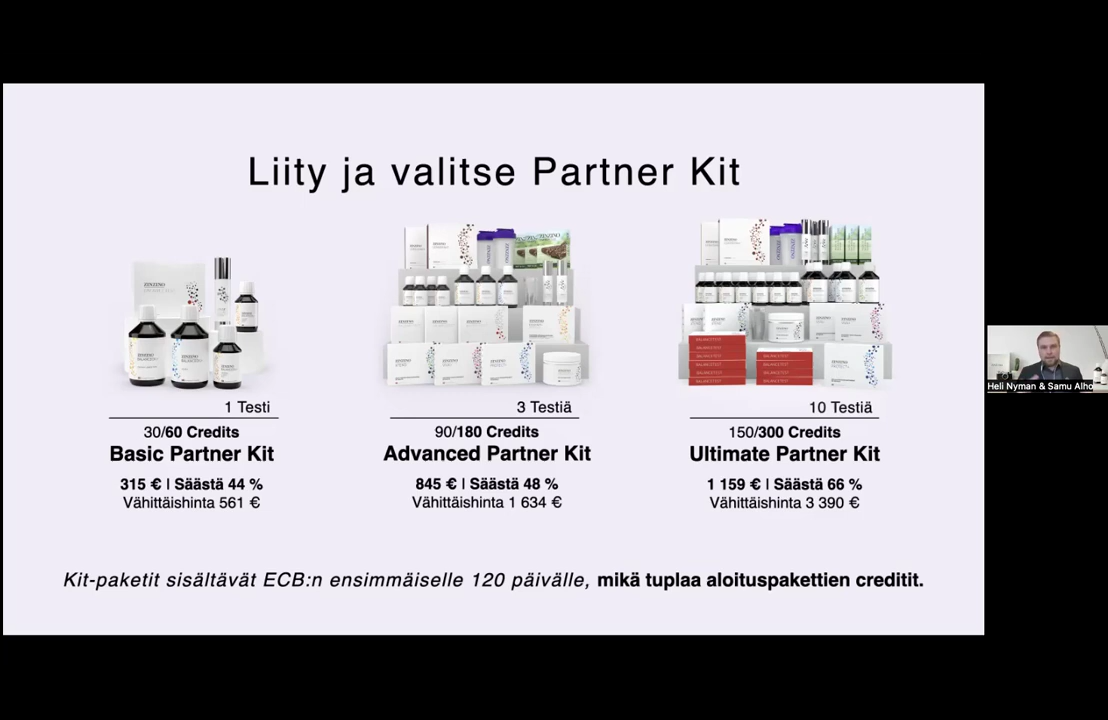 Liity ja valitse Partner Kit
1 Testi
30/60 Credits
Basic Partner Kit
315 € | Säästä 44 %
Vähittäishinta 561 €
3 Testiä
90/180 Credits
Advanced Partner Kit
845 € | Säästä 48 %
Vähittäishinta 1 634 €
10 Testiä
150/300 Credits
Ultimate Partner Kit
1 159 € | Säästä 66 %
Vähittäishinta 3 390 €
Kit-paketit sisältävät ECB:n ensimmäiselle 120 päivälle, mikä tuplaa aloituspakettien creditit.
Heli Nyman & Samu Alho
ZINZINO
BALANCETEST